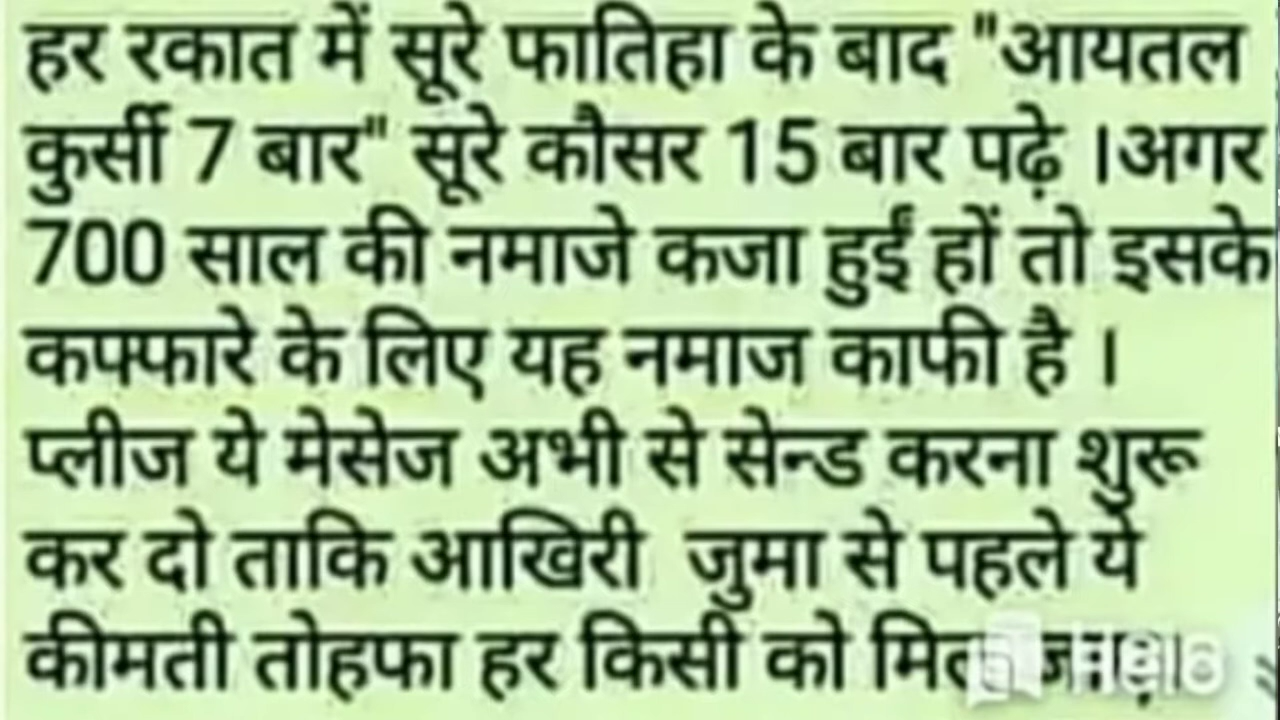 हर रकात में सूरे फातिहा के बाद "आयतल
कुर्सी 7 बार" सूरे कौसर 15 बार पढ़े ।अगर
700 साल की नमाजे कजा हुईं हों तो इसके
कफ्फारे के लिए यह नमाज काफी है ।
प्लीज ये मेसेज अभी से सेन्ड करना शुरू
कर दो ताकि आखिरी जुमा से पहले ये
कीमती तोहफा हर किसी को
Helo